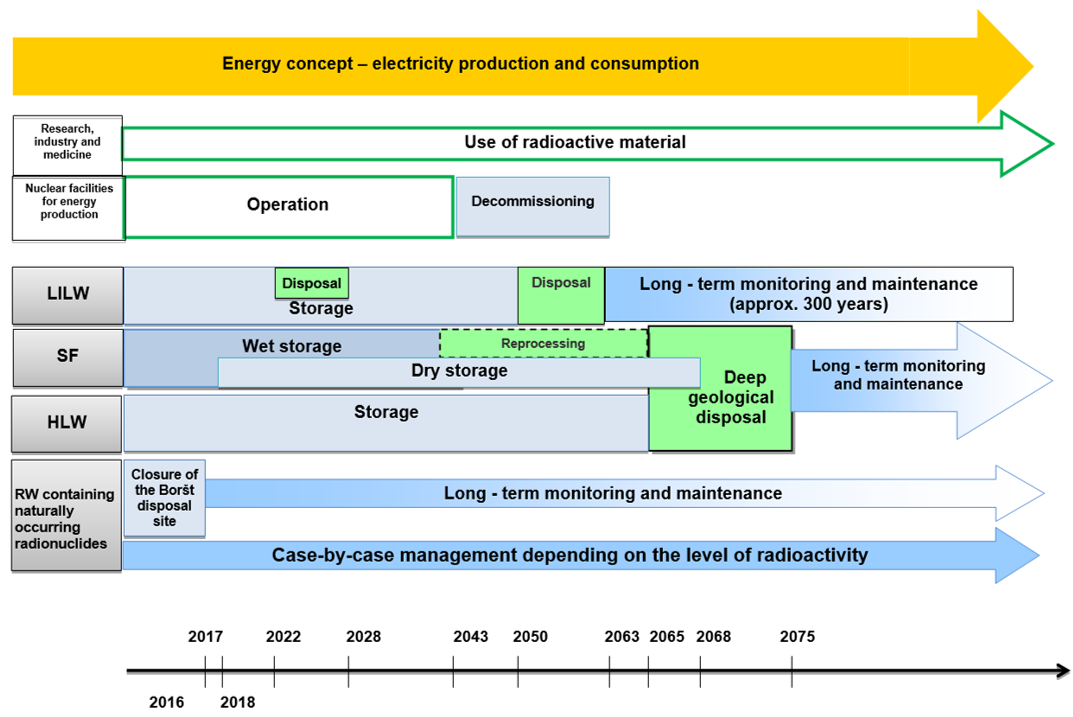 Energy concept – electricity production and consumption
Research,
industry and
medicine
Use of radioactive material
Nuclear facilities
for energy
production
Operation
Decommissioning
LILW
Disposal
Storage
Disposal
Long - term monitoring and maintenance
(approx. 300 years)
SF
Wet storage
Reprocessing
Dry storage
Deep
geological
disposal
Long - term monitoring
and maintenance
HLW
Storage
RW containing
naturally
occurring
radionuclides
Closure of
the Boršt
disposal
site
Long - term monitoring and maintenance
Case-by-case management depending on the level of radioactivity
2017 2022 2028 2043 2050 2063 2065 2068 2075
2016 2018